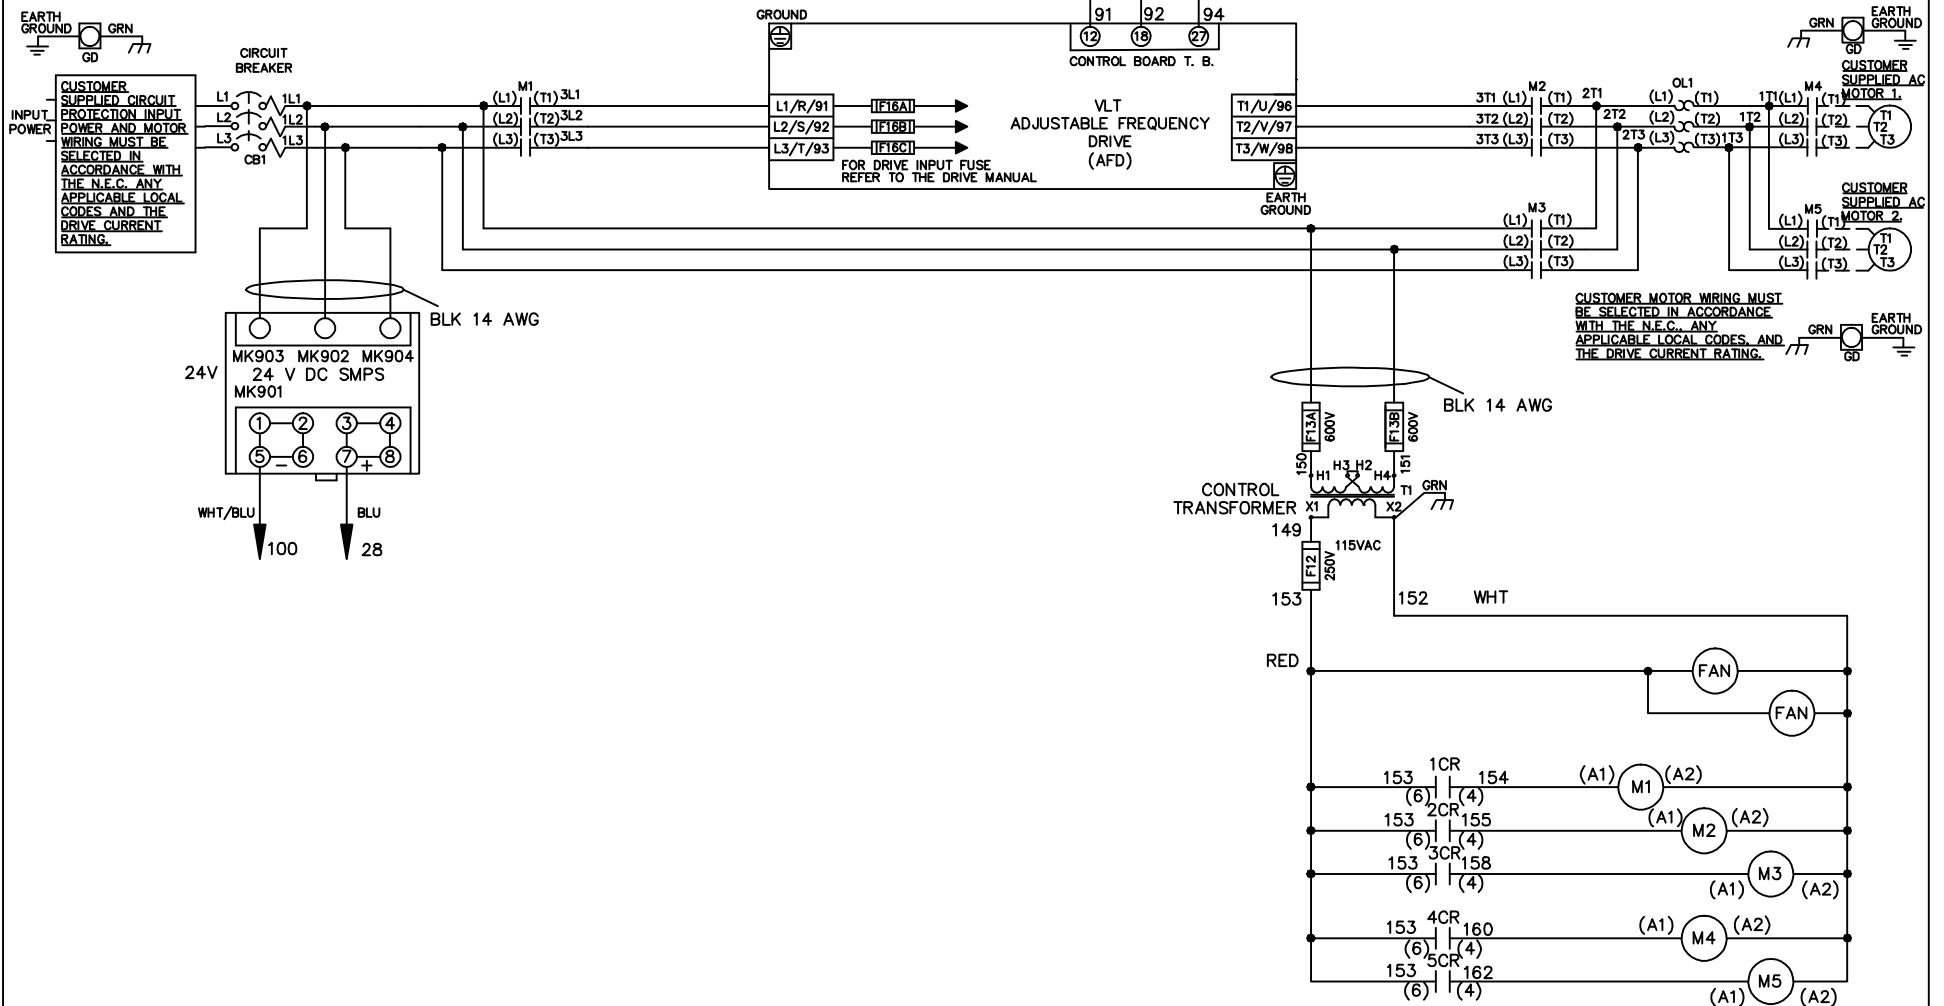 EARTH
GROUND
GRN
GD
CUSTOMER
SUPPLIED CIRCUIT
PROTECTION INPUT
POWER AND MOTOR
WIRING MUST BE
SELECTED IN
ACCORDANCE WITH
THE N.E.C. ANY
APPLICABLE LOCAL
CODES AND THE
DRIVE CURRENT
RATING.
INPUT
POWER
CIRCUIT
BREAKER
L1
L2
L3
1L1
1L2
1L3
CB1
M1
(L1) (T1) 3L1
(L2) (T2) 3L2
(L3) (T3) 3L3
GROUND
91 92 94
12 18 27
CONTROL BOARD T. B.
L1/R/91
L2/S/92
L3/T/93
F16A
F16B
F16C
FOR DRIVE INPUT FUSE
REFER TO THE DRIVE MANUAL
VLT
ADJUSTABLE FREQUENCY
DRIVE
(AFD)
T1/U/96
T2/V/97
T3/W/98
EARTH
GROUND
M2
3T1 (L1) (T1) 2T1
3T2 (L2) (T2) 2T2
3T3 (L3) (T3) 2T3
OL1
(L1) (T1) 1T1
(L2) (T2) 1T2
(L3) (T3) 1T3
M4
(L1) (T1)
(L2) (T2)
(L3) (T3)
GRN
EARTH
GROUND
GD
CUSTOMER
SUPPLIED AC
MOTOR 1.
T1
T2
T3
M3
(L1) (T1)
(L2) (T2)
(L3) (T3)
M5
(L1) (T1)
(L2) (T2)
(L3) (T3)
CUSTOMER
SUPPLIED AC
MOTOR 2.
T1
T2
T3
CUSTOMER MOTOR WIRING MUST
BE SELECTED IN ACCORDANCE
WITH THE N.E.C., ANY
APPLICABLE LOCAL CODES, AND
THE DRIVE CURRENT RATING.
GRN
EARTH
GROUND
GD
BLK 14 AWG
MK903 MK902 MK904
24V
24 V DC SMPS
MK901
1 2 3 4
5 − 6 7 + 8
WHT/BLU
BLU
100
28
BLK 14 AWG
F13A
600V
F13B
600V
150
151
H1 H3 H2 H4
CONTROL
TRANSFORMER
T1
GRN
X1 X2
149
115VAC
F12
250V
153
152 WHT
RED
FAN
FAN
1CR
153 154 (A1) M1 (A2)
(6) (4)
2CR
153 155 (A1) M2 (A2)
(6) (4)
3CR
153 158 M3
(6) (4) (A1) (A2)
4CR
153 160 (A1) M4 (A2)
(6) (4)
5CR
153 162 M5
(6) (4) (A1) (A2)